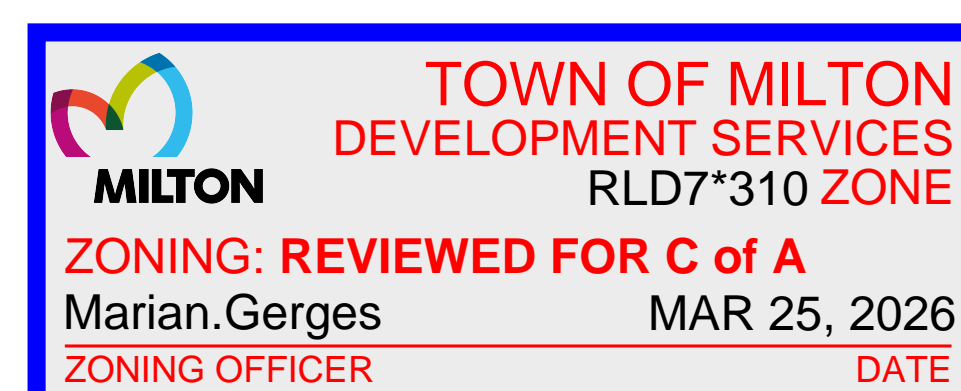 TOWN OF MILTON
DEVELOPMENT SERVICES
MILTON
RLD7*310 ZONE
ZONING: REVIEWED FOR C of A
Marian.Gerges MAR 25, 2026
ZONING OFFICER DATE